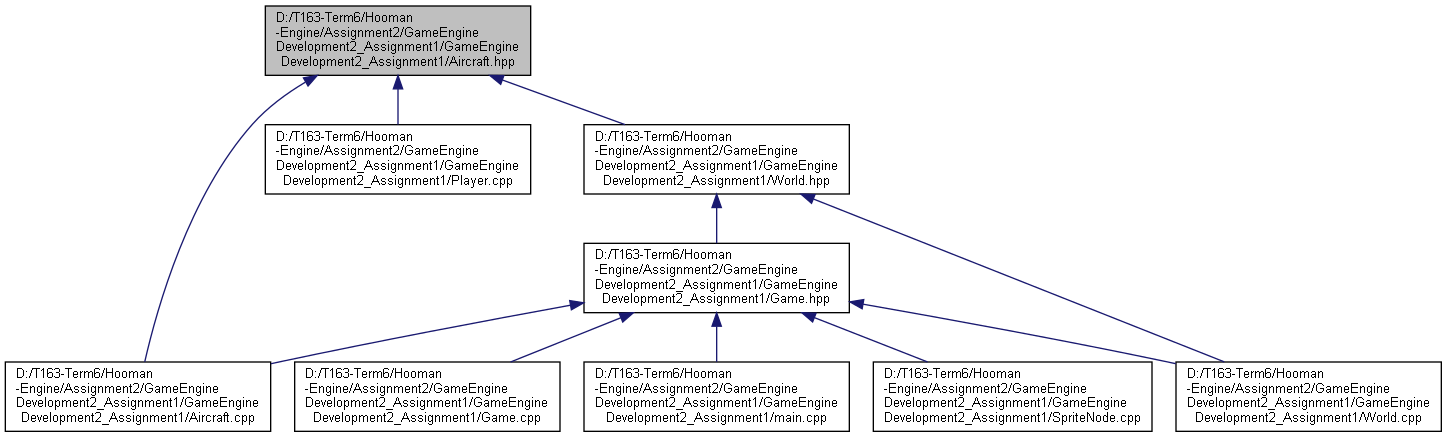 D:/T163-Term6/Hooman
-Engine/Assignment2/GameEngine
Development2_Assignment1/GameEngine
Development2_Assignment1/Aircraft.hpp
D:/T163-Term6/Hooman
-Engine/Assignment2/GameEngine
Development2_Assignment1/GameEngine
Development2_Assignment1/Player.cpp
D:/T163-Term6/Hooman
-Engine/Assignment2/GameEngine
Development2_Assignment1/GameEngine
Development2_Assignment1/World.hpp
D:/T163-Term6/Hooman
-Engine/Assignment2/GameEngine
Development2_Assignment1/GameEngine
Development2_Assignment1/Game.hpp
D:/T163-Term6/Hooman
-Engine/Assignment2/GameEngine
Development2_Assignment1/GameEngine
Development2_Assignment1/Aircraft.cpp
D:/T163-Term6/Hooman
-Engine/Assignment2/GameEngine
Development2_Assignment1/GameEngine
Development2_Assignment1/Game.cpp
D:/T163-Term6/Hooman
-Engine/Assignment2/GameEngine
Development2_Assignment1/GameEngine
Development2_Assignment1/main.cpp
D:/T163-Term6/Hooman
-Engine/Assignment2/GameEngine
Development2_Assignment1/GameEngine
Development2_Assignment1/SpriteNode.cpp
D:/T163-Term6/Hooman
-Engine/Assignment2/GameEngine
Development2_Assignment1/GameEngine
Development2_Assignment1/World.cpp